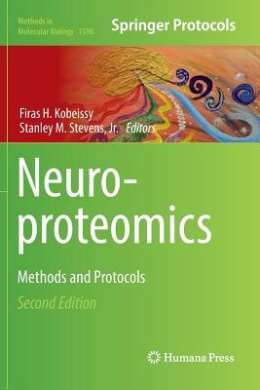 Methods in
Molecular Biology 1598
Springer Protocols
Firas H. Kobeissy
Stanley M. Stevens, Jr. Editors
Neuro-
proteomics
Methods and Protocols
Second Edition
Humana Press